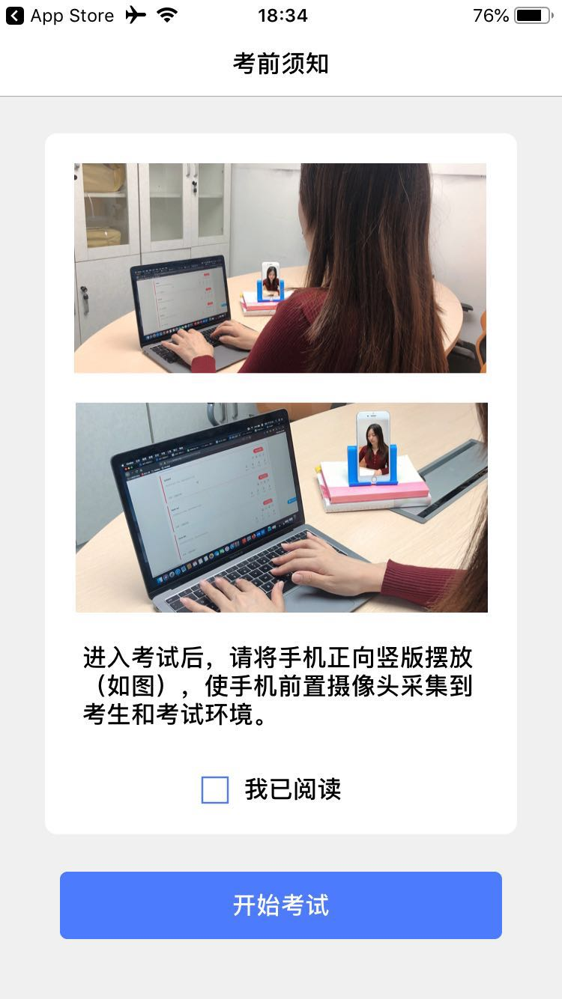 App Store
18:34
76%
考前须知
进入考试后，请将手机正向竖版摆放
（如图），使手机前置摄像头采集到
考生和考试环境。
我已阅读
开始考试